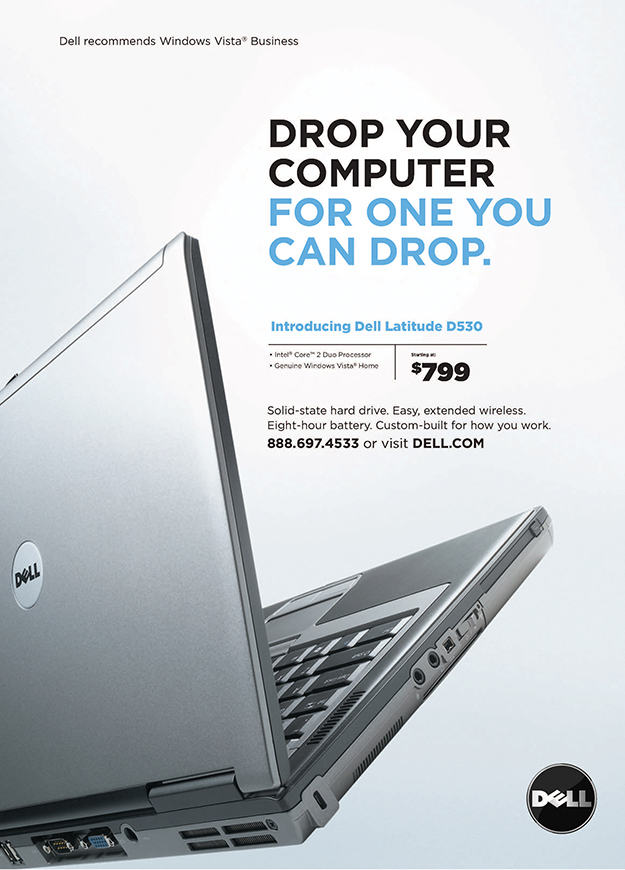 Dell recommends Windows Vista® Business
DROP YOUR
COMPUTER
FOR ONE YOU
CAN DROP.
Introducing Dell Latitude D530
• Intel® Core™ 2 Duo Processor
• Genuine Windows Vista® Home
Starting at:
$799
Solid-state hard drive. Easy, extended wireless.
Eight-hour battery. Custom-built for how you work.
888.697.4533 or visit DELL.COM
DELL
DELL